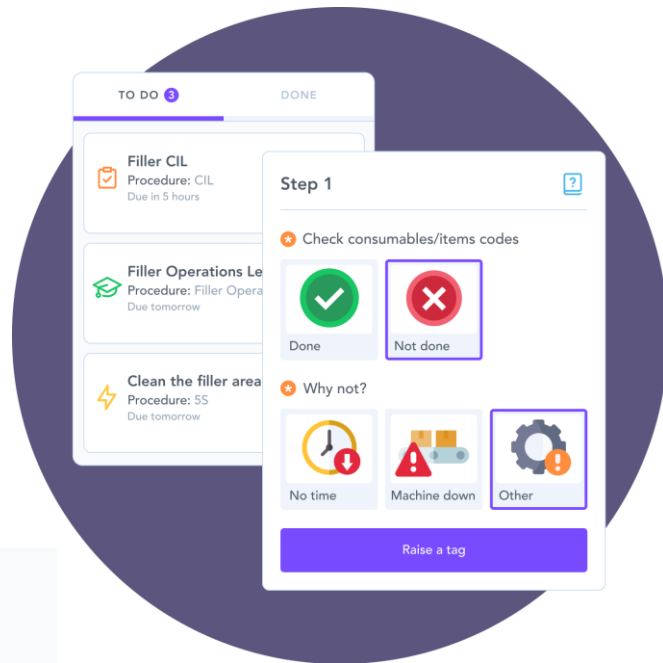 TO DO 3
DONE
Filler CIL
Procedure: CIL
Due in 5 hours
Filler Operations Le
Procedure: Filler Opera
Due tomorrow
Clean the filler area
Procedure: 5S
Due tomorrow
Step 1
?
Check consumables/items codes
Done
Not done
Why not?
No time
Machine down
Other
Raise a tag